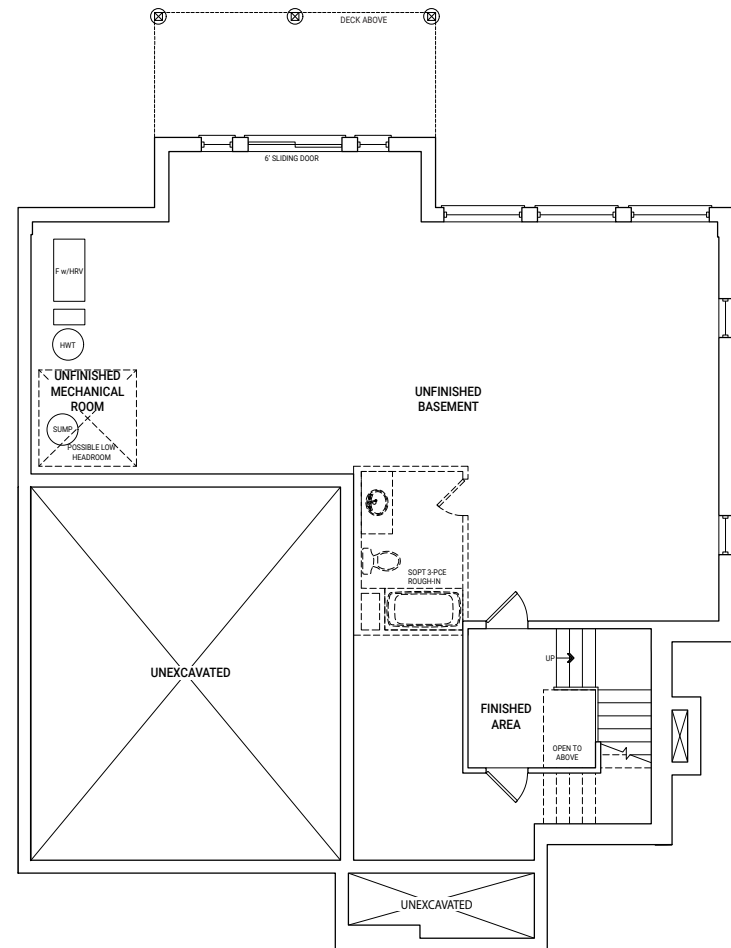 DECK ABOVE
6' SLIDING DOOR
F w/HRV
HWT
UNFINISHED
MECHANICAL
ROOM
SUMP
POSSIBLE LOW
HEADROOM
UNFINISHED
BASEMENT
SOPT 3-PCE
ROUGH-IN
UP
UNEXCAVATED
FINISHED
AREA
OPEN TO
ABOVE
UNEXCAVATED